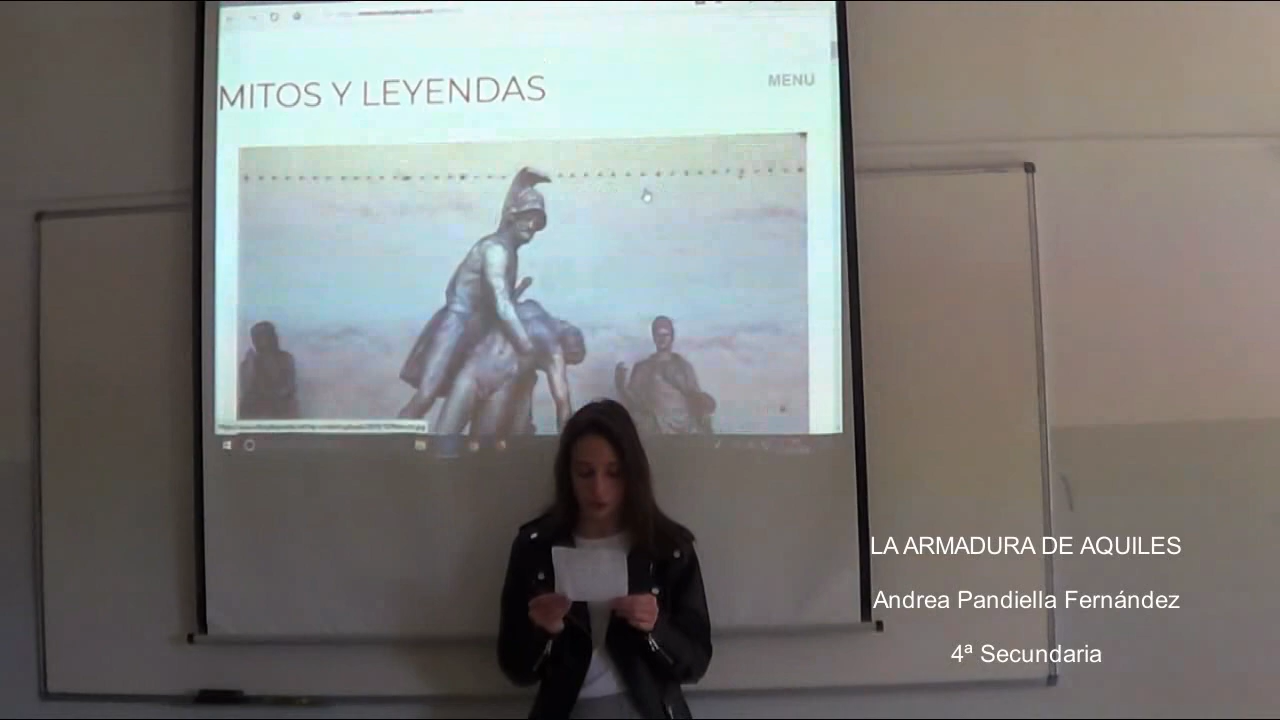 MITOS Y LEYENDAS
MENU
LA ARMADURA DE AQUILES
Andrea Pandiella Fernández
4ª Secundaria